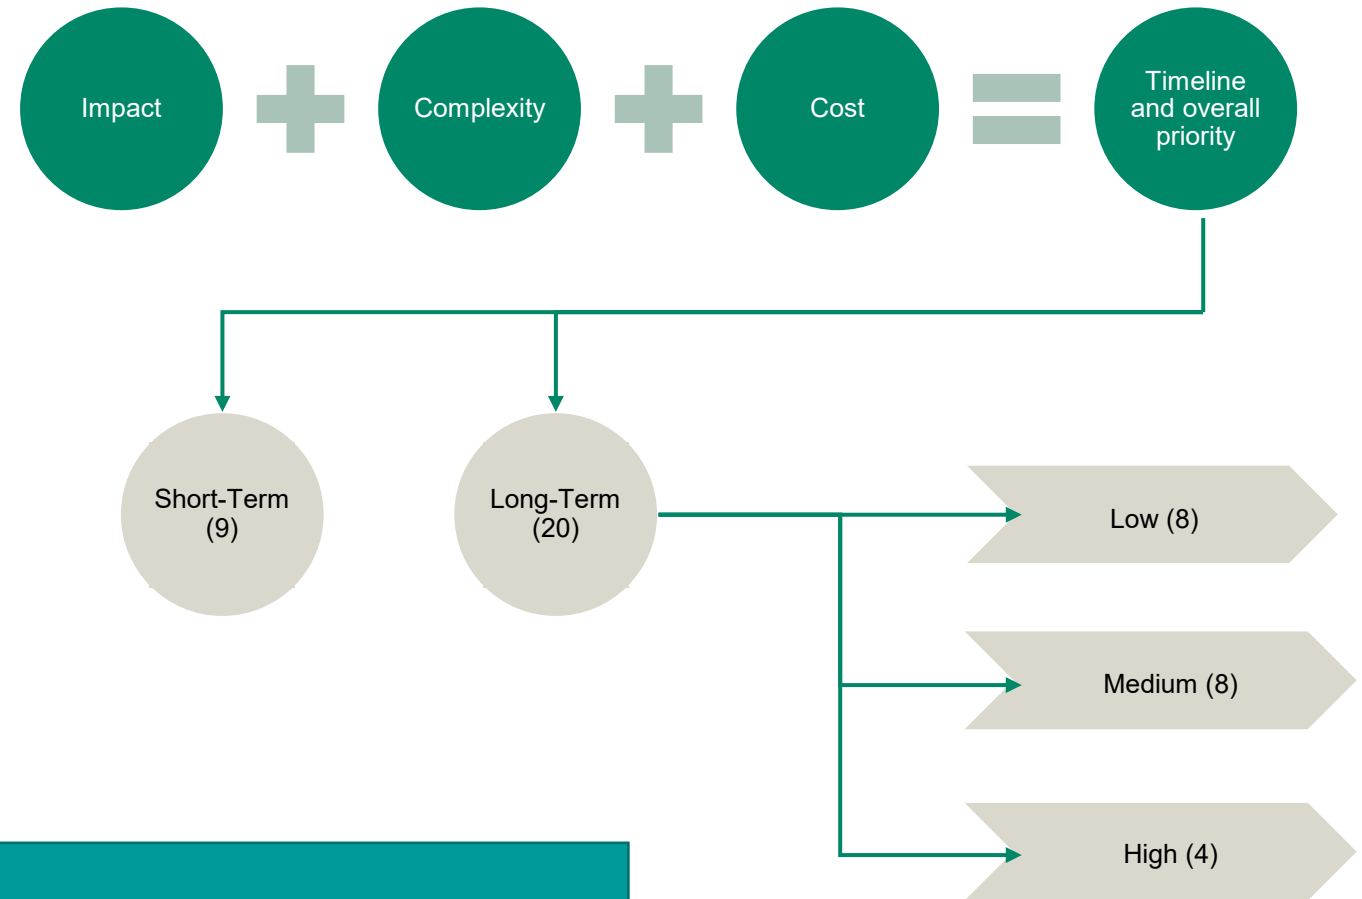 Impact
Complexity
Cost
Timeline
and overall
priority
Short-Term
(9)
Long-Term
(20)
Low (8)
Medium (8)
High (4)